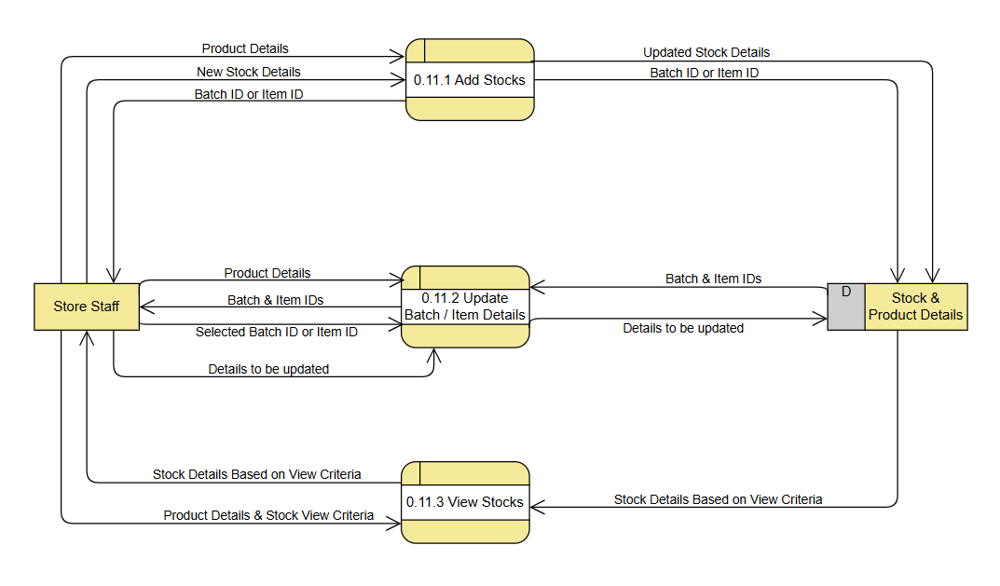 Product Details
Updated Stock Details
New Stock Details
Batch ID or Item ID
0.11.1 Add Stocks
Batch ID or Item ID
Product Details
Batch & Item IDs
D
Store Staff
Batch & Item IDs
0.11.2 Update
Batch / Item Details
Stock &
Product Details
Selected Batch ID or Item ID
Details to be updated
Details to be updated
Stock Details Based on View Criteria
0.11.3 View Stocks
Stock Details Based on View Criteria
Product Details & Stock View Criteria